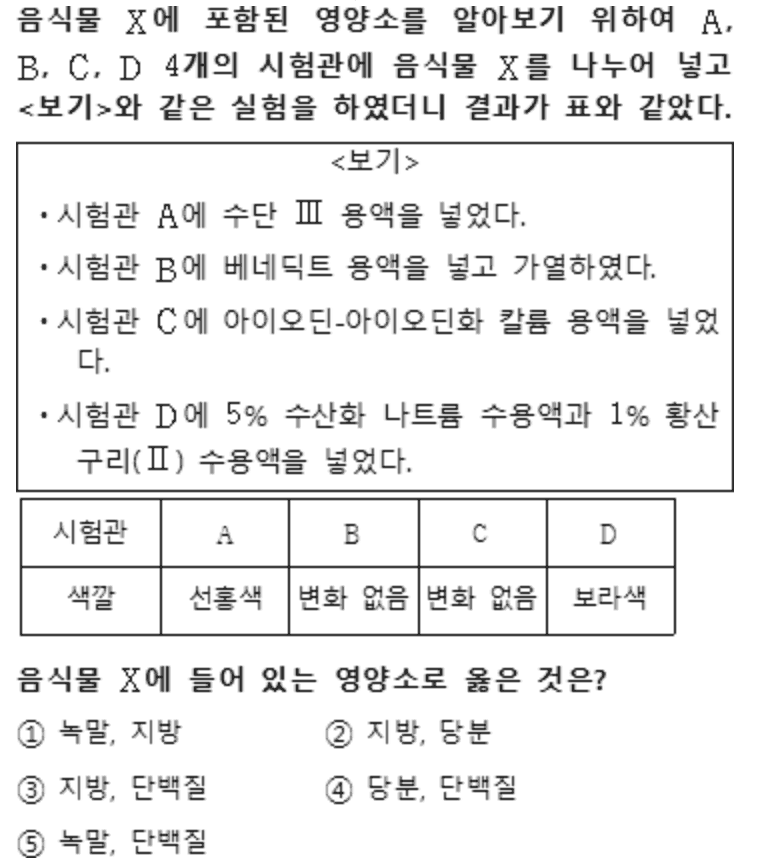 음식물 X에 포함된 영양소를 알아보기 위하여 A,
B, C, D 4개의 시험관에 음식물 X를 나누어 넣고
<보기>와 같은 실험을 하였더니 결과가 표와 같았다.
<보기>
・시험관 A에 수단 Ⅲ 용액을 넣었다.
・시험관 B에 베네딕트 용액을 넣고 가열하였다.
・시험관 C에 아이오딘-아이오딘화 칼륨 용액을 넣었
다.
・시험관 D에 5% 수산화 나트륨 수용액과 1% 황산
구리(Ⅱ) 수용액을 넣었다.
시험관 A B C D
색깔 선홍색 변화 없음 변화 없음 보라색
음식물 X에 들어 있는 영양소로 옳은 것은?
① 녹말, 지방 ② 지방, 당분
③ 지방, 단백질 ④ 당분, 단백질
⑤ 녹말, 단백질